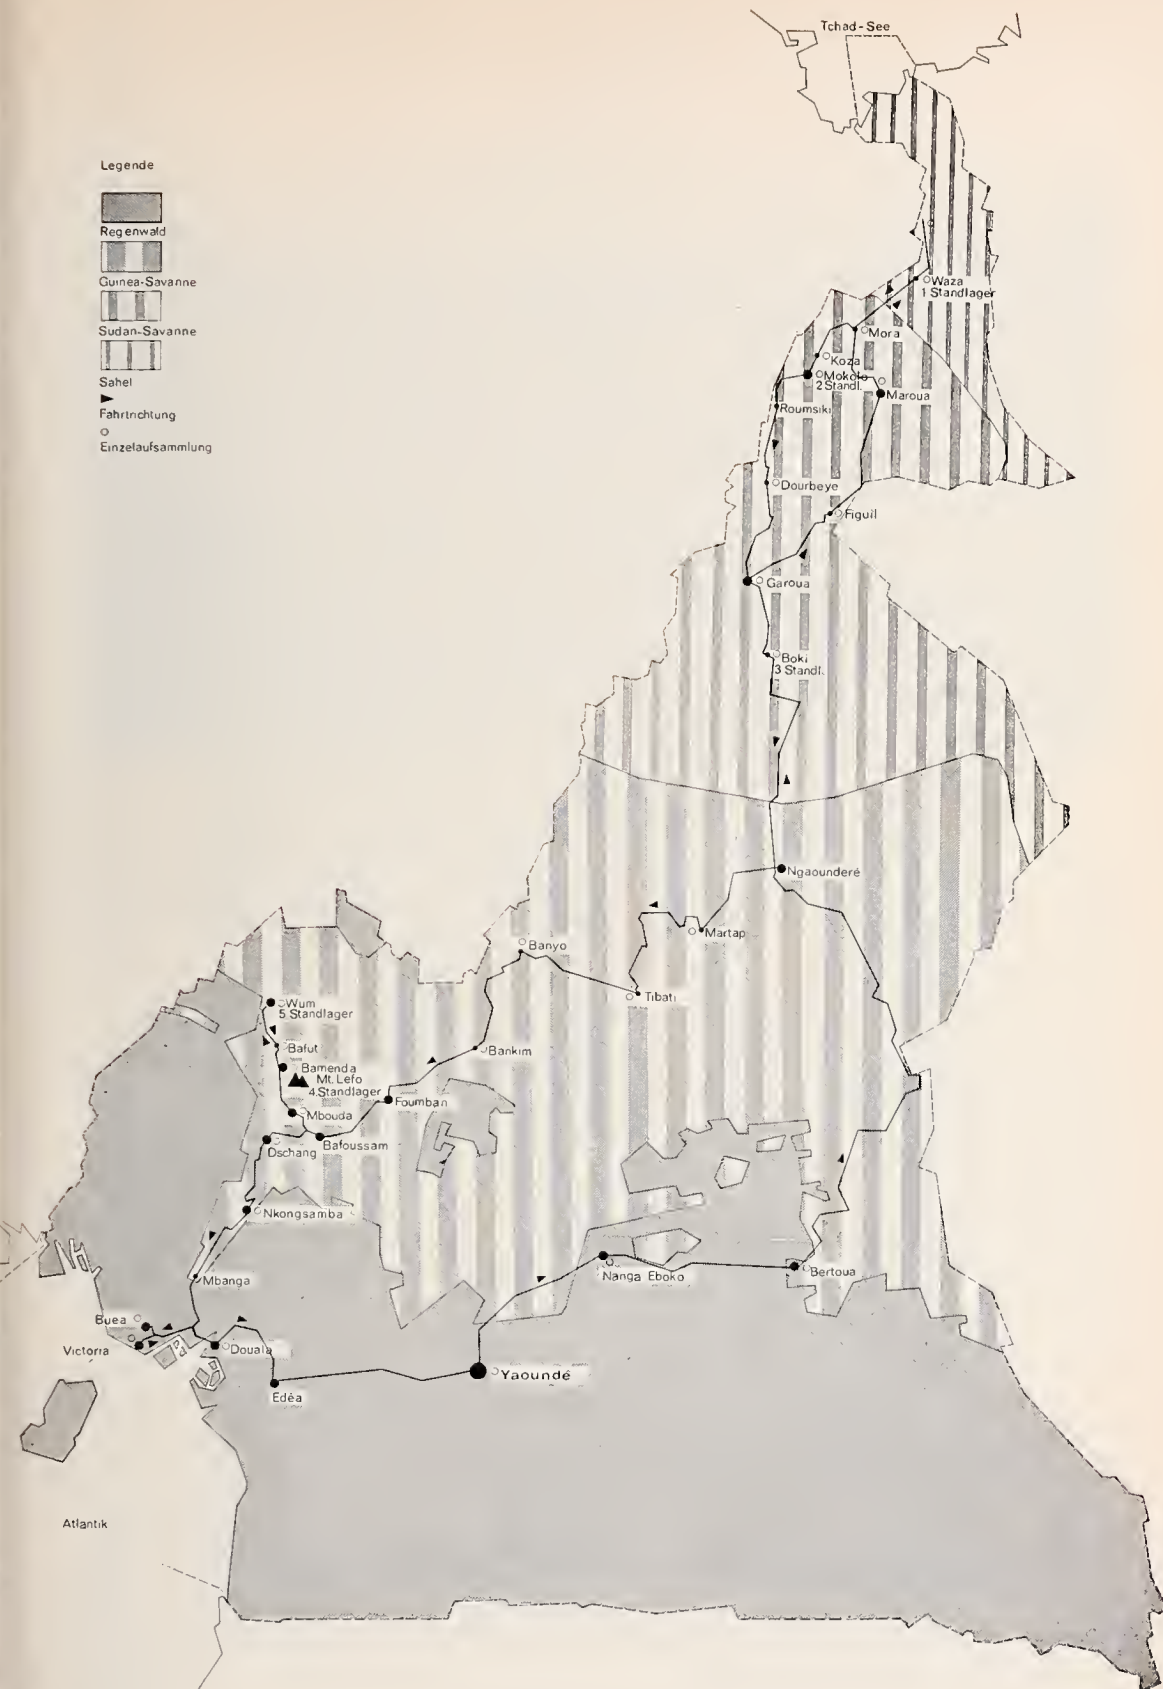 Tchad-See
Legende
Regenwald
Guinea-Savanne
Sudan-Savanne
Sahel
Fahrtrichtung
Einzelaufsammlung
Waza
1 Standlager
Mora
Koza
Mokolo
2 Standl.
Maroua
Roumsiki
Dourbeye
Figuil
Garoua
Boki
3 Standl.
Ngaounderé
Martap
Banyo
Tibati
Wum
5. Standlager
Bafut
Bankim
Bamenda
Mt. Lefo
4. Standlager
Foumban
Mbouda
Bafoussam
Dschang
Nkongsamba
Mbanga
Nanga Eboko
Bertoua
Buea
Victoria
Douala
Yaoundé
Edéa
Atlantik